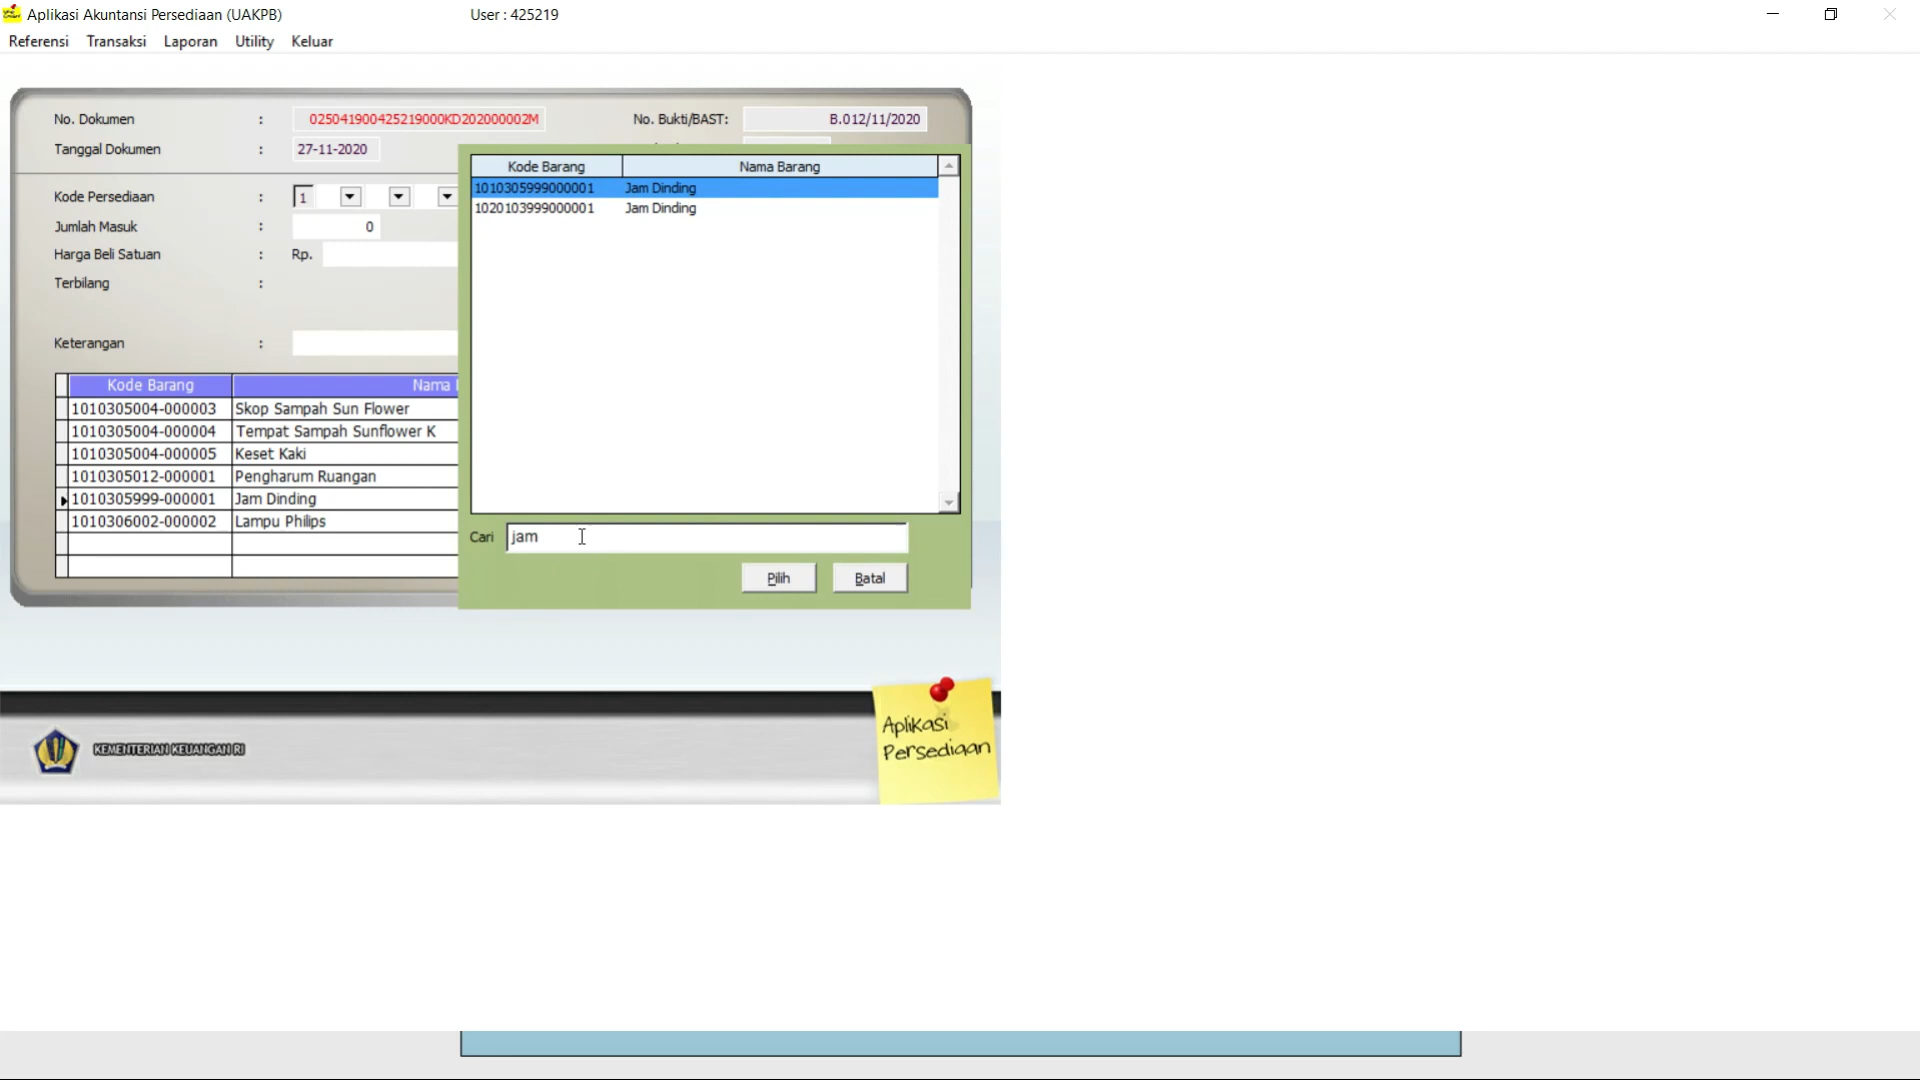 Aplikasi Akuntansi Persediaan (UAKPB) User : 425219
Referensi Transaksi Laporan Utility Keluar
No. Dokumen : 025041900425219000KD202000002M No. Bukti/BAST: B.012/11/2020
Tanggal Dokumen : 27-11-2020
Kode Persediaan : 1
Jumlah Masuk : 0
Harga Beli Satuan : Rp.
Terbilang :
Keterangan :
Kode Barang Nama
1010305004-000003 Skop Sampah Sun Flower
1010305004-000004 Tempat Sampah Sunflower K
1010305004-000005 Keset Kaki
1010305012-000001 Pengharum Ruangan
1010305999-000001 Jam Dinding
1010306002-000002 Lampu Philips
Kode Barang Nama Barang
1010305999000001 Jam Dinding
1020103999000001 Jam Dinding
Cari jam
Pilih Batal
KEMENTERIAN KEUANGAN RI
Aplikasi
Persediaan